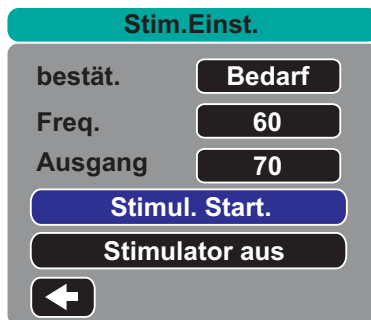 Stim.Einst.
bestät. Bedarf
Freq. 60
Ausgang 70
Stimul. Start.
Stimulator aus